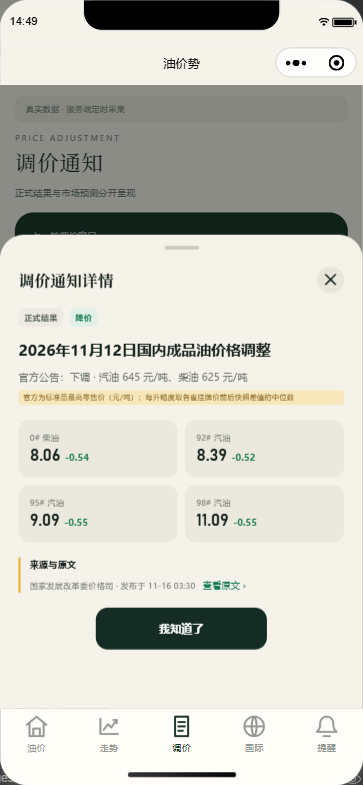 14:49
油价势
真实数据 · 服务端定时采集
PRICE ADJUSTMENT
调价通知
正式结果与市场预测分开呈现
调价通知详情
正式结果 降价
2026年11月12日国内成品油价格调整
官方公告：下调 · 汽油 645 元/吨、柴油 625 元/吨
官方为标准品最高零售价（元/吨）；每升幅度取各省挂牌价前后快照差值的中位数
0# 柴油
8.06 -0.54
92# 汽油
8.39 -0.52
95# 汽油
9.09 -0.55
98# 汽油
11.09 -0.55
来源与原文
国家发展改革委价格司 · 发布于 11-16 03:30 查看原文 ›
我知道了
油价 走势 调价 国际 提醒